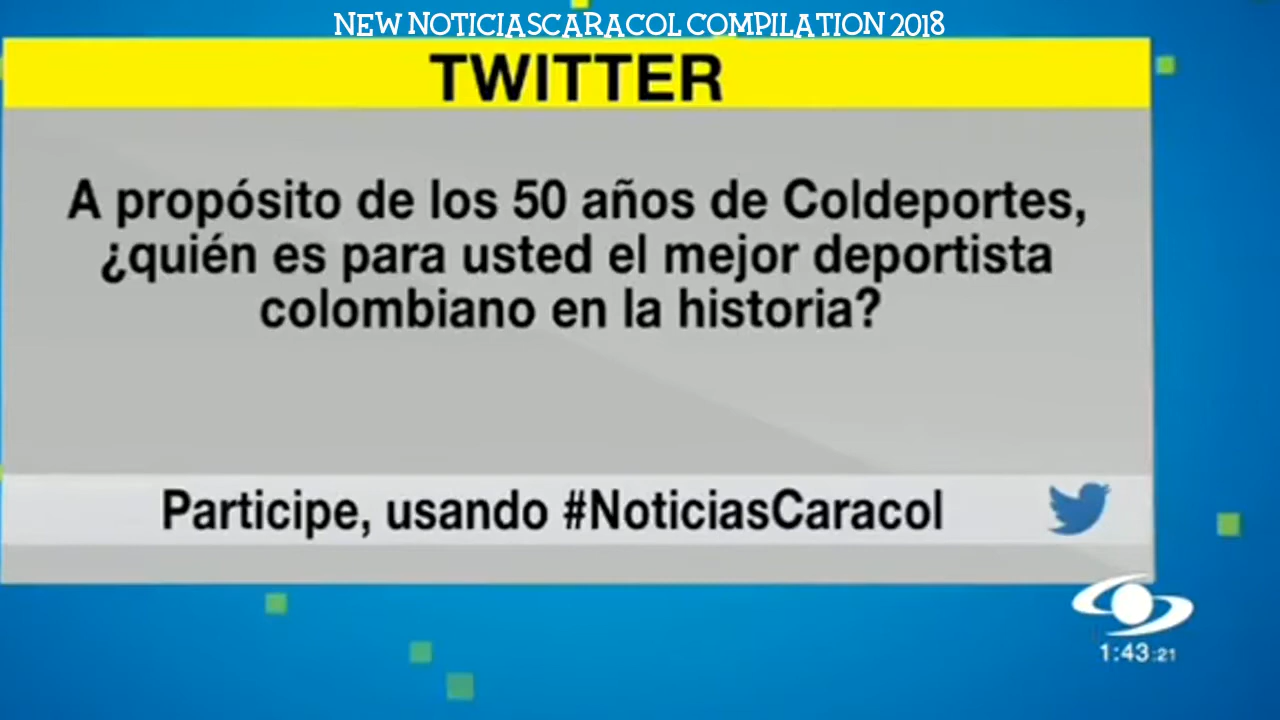 NEW NOTICIASCARACOL COMPILATION 2018
TWITTER
A propósito de los 50 años de Coldeportes,
¿quién es para usted el mejor deportista
colombiano en la historia?
Participe, usando #NoticiasCaracol
1:43:21